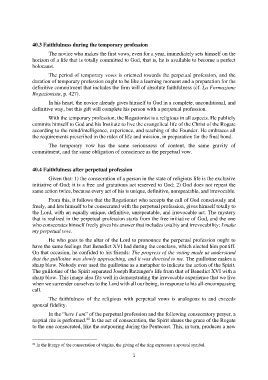 40.3 Faithfulness during the temporary profession
The novice who makes the first vows, even for a year, immediately sets himself on the
horizon of a life that is totally committed to God, that is, he is available to become a perfect
holocaust.
The period of temporary vows is oriented towards the perpetual profession, and the
duration of temporary profession ought to be like a learning moment and a preparation for the
definitive commitment that includes the firm will of absolute faithfulness (cf. La Formazione
Rogazionista, p. 427).
In his heart, the novice already gives himself to God in a complete, unconditional, and
definitive way, but this gift will complete his person with a perpetual profession.
With the temporary profession, the Rogationist is a religious in all aspects. He publicly
commits himself to God and his Institute to live the evangelical life of the Christ of the Rogate
according to the mind/intelligence, experience, and teaching of the Founder. He embraces all
the requirements prescribed in the rules of life and mission, in preparation for the final bond.
The temporary vow has the same seriousness of content, the same gravity of
commitment, and the same obligation of conscience as the perpetual vow.
40.4 Faithfulness after perpetual profession
Given that: 1) the consecration of a person in the state of religious life is the exclusive
initiative of God; it is a free and gratuitous act reserved to God; 2) God does not repeat the
same action twice, because every act of his is unique, definitive, unrepeatable, and irrevocable.
From this, it follows that the Rogationist who accepts the call of God consciously and
freely, and lets himself to be consecrated with the perpetual profession, gives himself totally to
the Lord, with an equally unique, definitive, unrepeatable, and irrevocable act. The mystery
that is realized in the perpetual profession starts from the free initiative of God, and the one
who consecrates himself freely gives his answer that includes totality and irrevocability: I make
my perpetual vow.
He who goes to the altar of the Lord to pronounce the perpetual profession ought to
have the same feelings that Benedict XVI had during the conclave, which elected him pontiff.
On that occasion, he confided to his friends: The progress of the voting made us understand
that the guillotine was slowly approaching, and it was directed to me. The guillotine makes a
sharp blow. Nobody ever used the guillotine as a metaphor to indicate the action of the Spirit.
The guillotine of the Spirit separated Joseph Ratzinger's life from that of Benedict XVI with a
sharp blow. This image also fits well in demonstrating the irrevocable experience that we live
when we surrender ourselves to the Lord with all our being, in response to his all-encompassing
call.
The faithfulness of the religious with perpetual vows is analogous to and exceeds
spousal fidelity.
In the "here I am" of the perpetual profession and the following consecratory prayer, a
nuptial rite is performed. In the act of consecration, the Spirit shares the grace of the Rogate
to the one consecrated, like the outpouring during the Pentecost. This, in turn, produces a new
In the liturgy of the consecration of virgins, the giving of the ring expresses a spousal symbol.